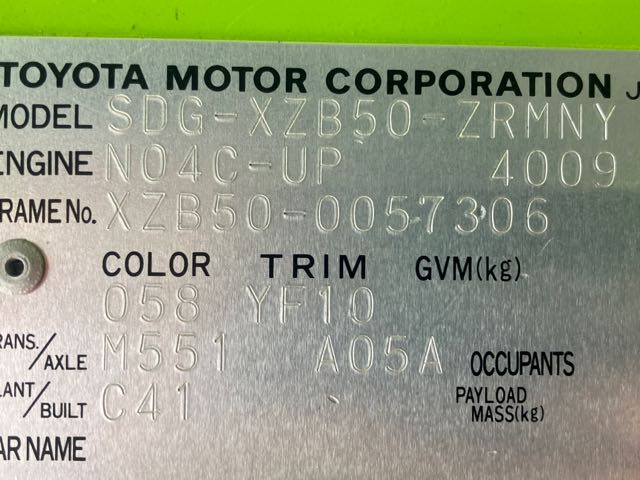 TOYOTA MOTOR CORPORATION J
MODEL SDG-XZB50-ZRMNY
ENGINE N04C-UP 4009
RAME No. XZB50-0057306
COLOR TRIM GVM(kg)
058 YF10
RANS./AXLE M551 A05A OCCUPANTS
LANT/BUILT C41 PAYLOAD MASS(kg)
AR NAME